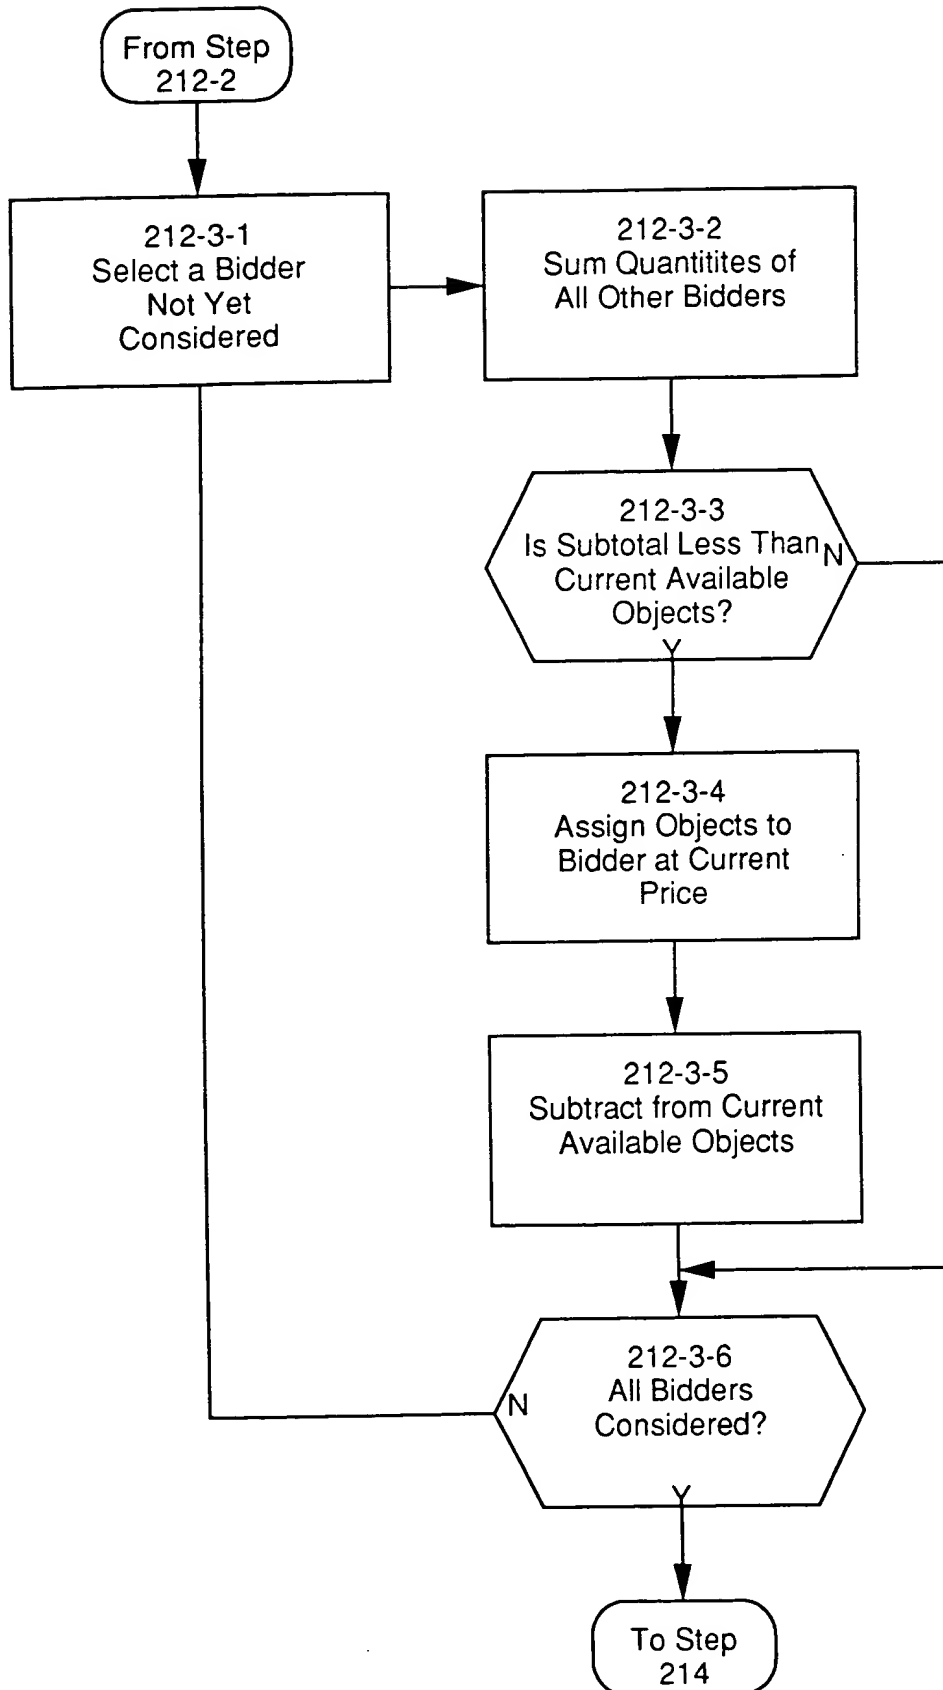 From Step
212-2
212-3-1
Select a Bidder
Not Yet
Considered
212-3-2
Sum Quantitites of
All Other Bidders
212-3-3
Is Subtotal Less Than
Current Available
Objects?
N
Y
212-3-4
Assign Objects to
Bidder at Current
Price
212-3-5
Subtract from Current
Available Objects
212-3-6
All Bidders
Considered?
N
Y
To Step
214